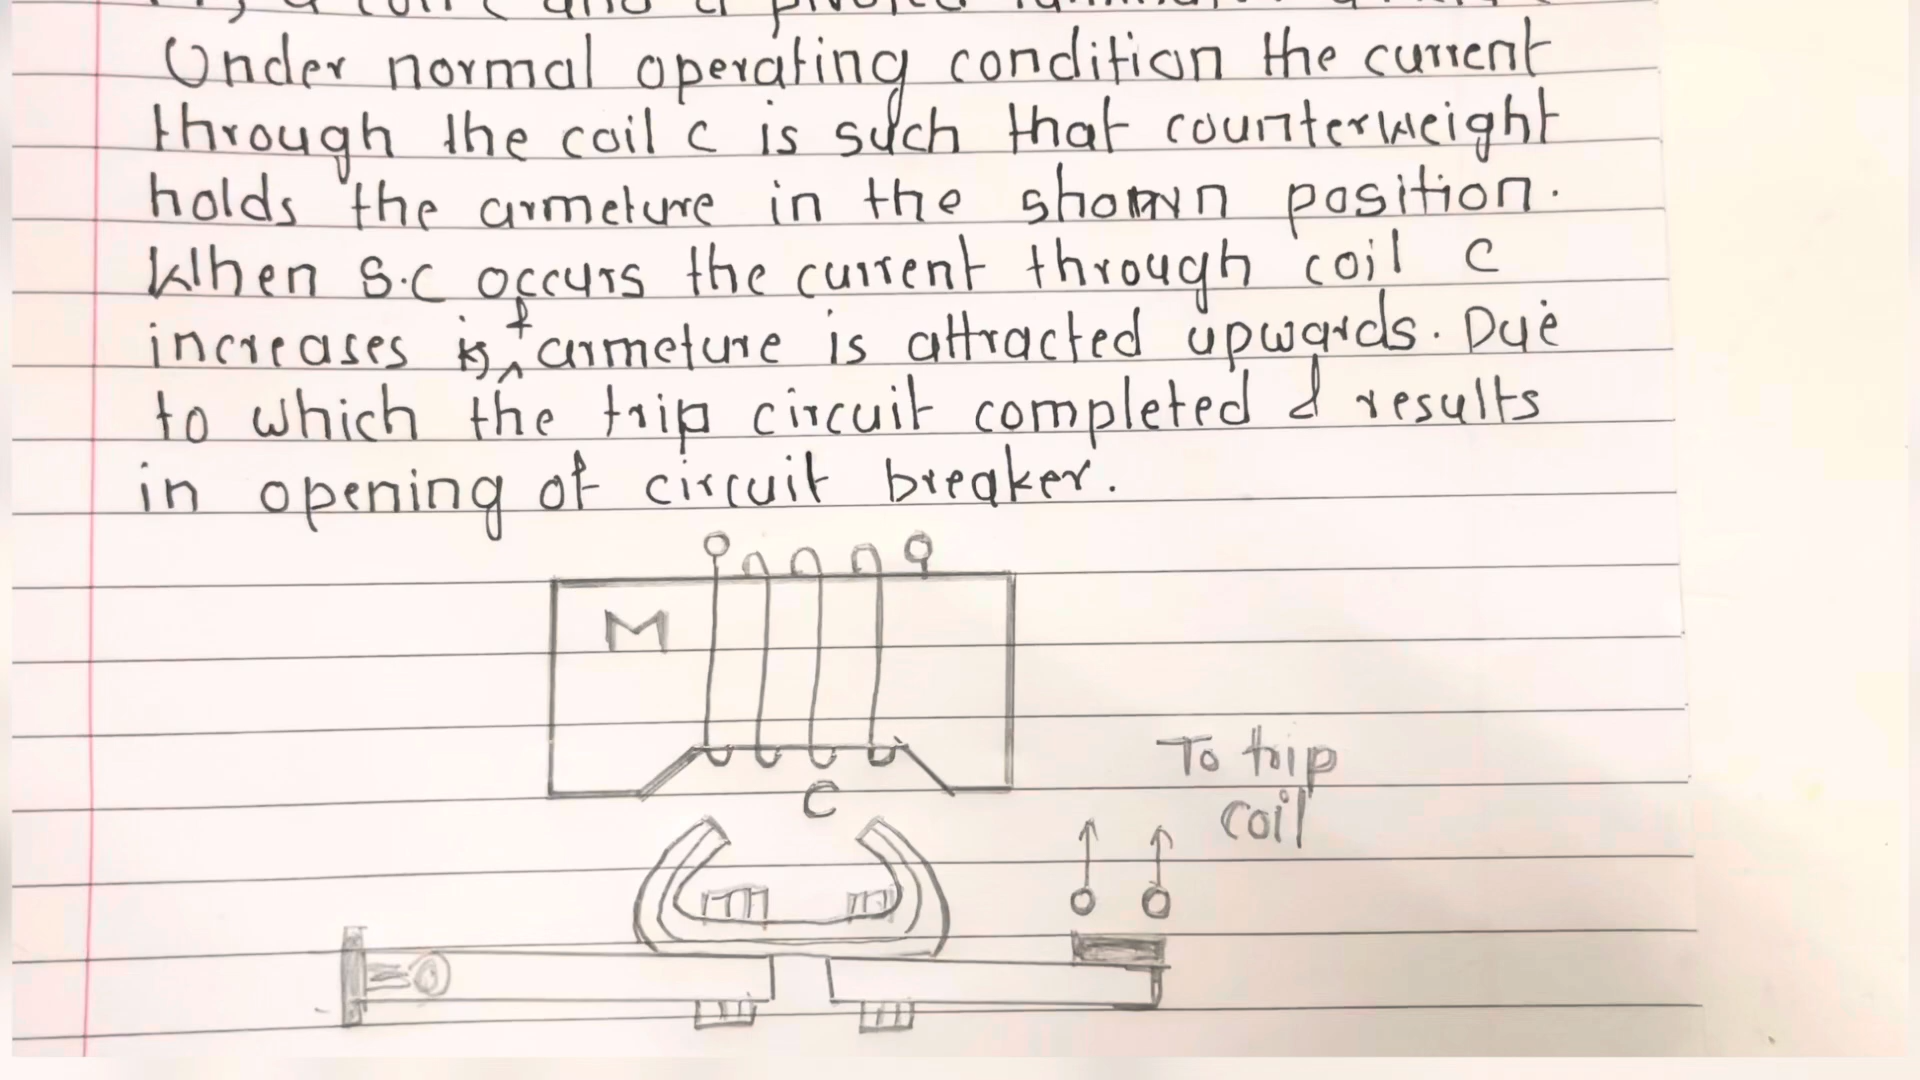 Under normal operating condition the current
through the coil c is such that counterweight
holds the armeture in the shown position.
When S.C occurs the current through coil C
increases & armeture is attracted upwards. Due
to which the trip circuit completed & results
in opening of circuit breaker.
M
C
To trip
coil